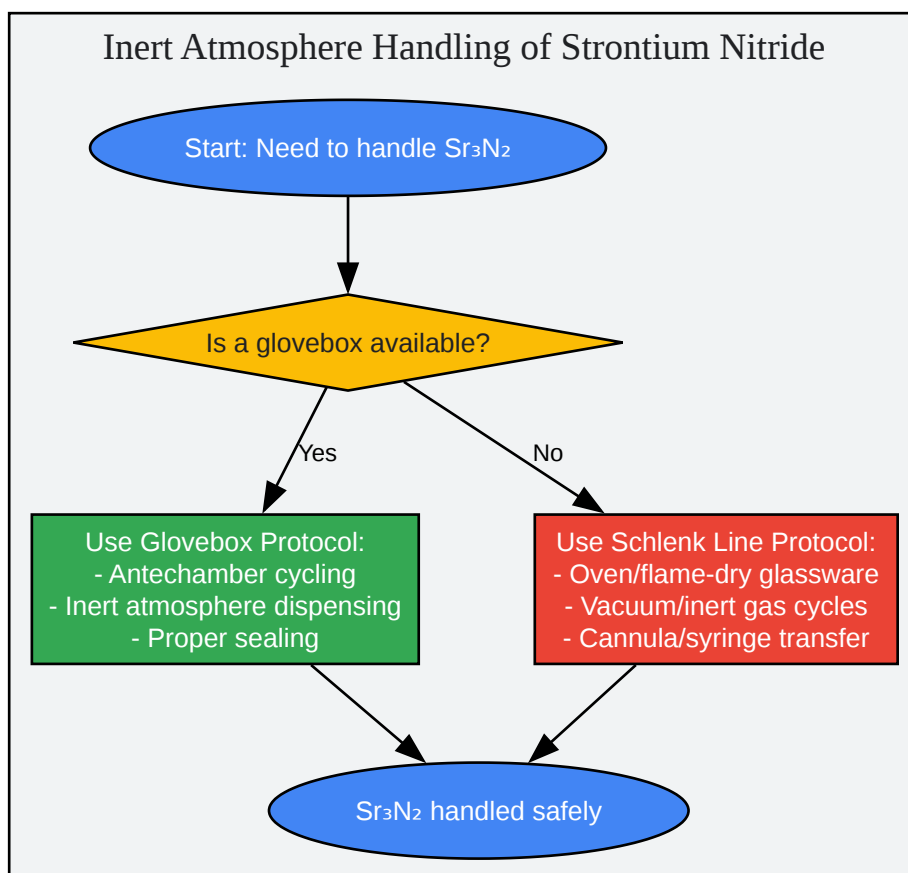 Inert Atmosphere Handling of Strontium Nitride
Start: Need to handle Sr₃N₂
Is a glovebox available?
Yes
No
Use Glovebox Protocol:
- Antechamber cycling
- Inert atmosphere dispensing
- Proper sealing
Use Schlenk Line Protocol:
- Oven/flame-dry glassware
- Vacuum/inert gas cycles
- Cannula/syringe transfer
Sr₃N₂ handled safely